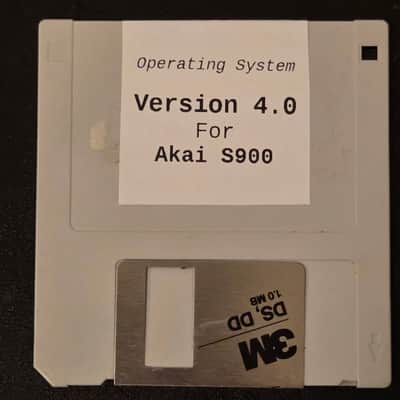 Operating System
Version 4.0
For
Akai S900
3M
DS, DD
1.0 MB